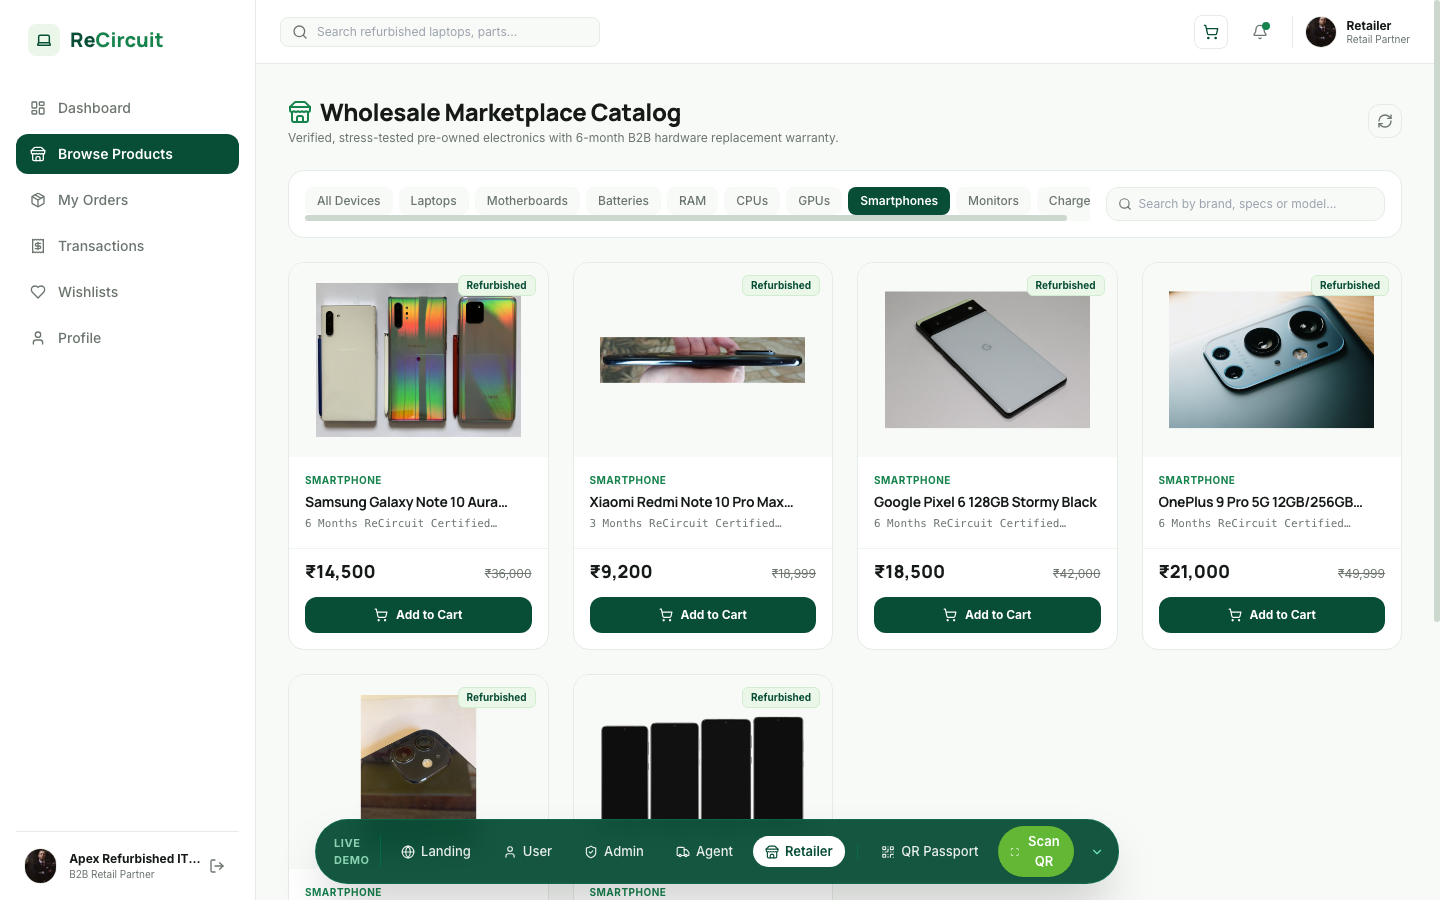 ReCircuit
Search refurbished laptops, parts...
Retailer
Retail Partner
Dashboard
Browse Products
My Orders
Transactions
Wishlists
Profile
Wholesale Marketplace Catalog
Verified, stress-tested pre-owned electronics with 6-month B2B hardware replacement warranty.
All Devices
Laptops
Motherboards
Batteries
RAM
CPUs
GPUs
Smartphones
Monitors
Charge
Search by brand, specs or model...
Refurbished
SMARTPHONE
Samsung Galaxy Note 10 Aura...
6 Months ReCircuit Certified…
₹14,500
₹36,000
Add to Cart
Refurbished
SMARTPHONE
Xiaomi Redmi Note 10 Pro Max...
3 Months ReCircuit Certified…
₹9,200
₹18,999
Add to Cart
Refurbished
SMARTPHONE
Google Pixel 6 128GB Stormy Black
6 Months ReCircuit Certified…
₹18,500
₹42,000
Add to Cart
Refurbished
SMARTPHONE
OnePlus 9 Pro 5G 12GB/256GB...
6 Months ReCircuit Certified…
₹21,000
₹49,999
Add to Cart
Refurbished
SMARTPHONE
Refurbished
SMARTPHONE
LIVE
DEMO
Landing
User
Admin
Agent
Retailer
QR Passport
Scan
QR
Apex Refurbished IT...
B2B Retail Partner